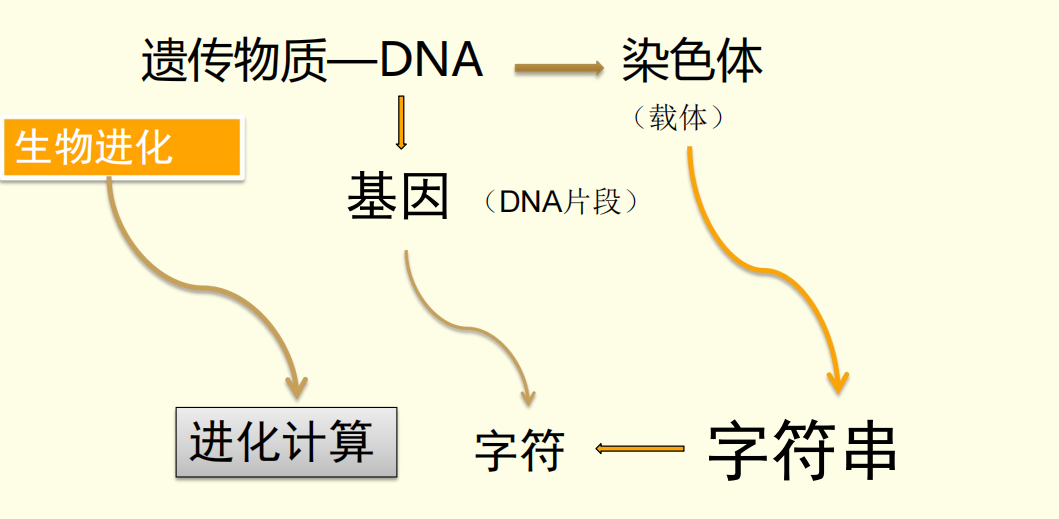 遗传物质—DNA
染色体
（载体）
生物进化
基因
（DNA片段）
进化计算
字符
字符串